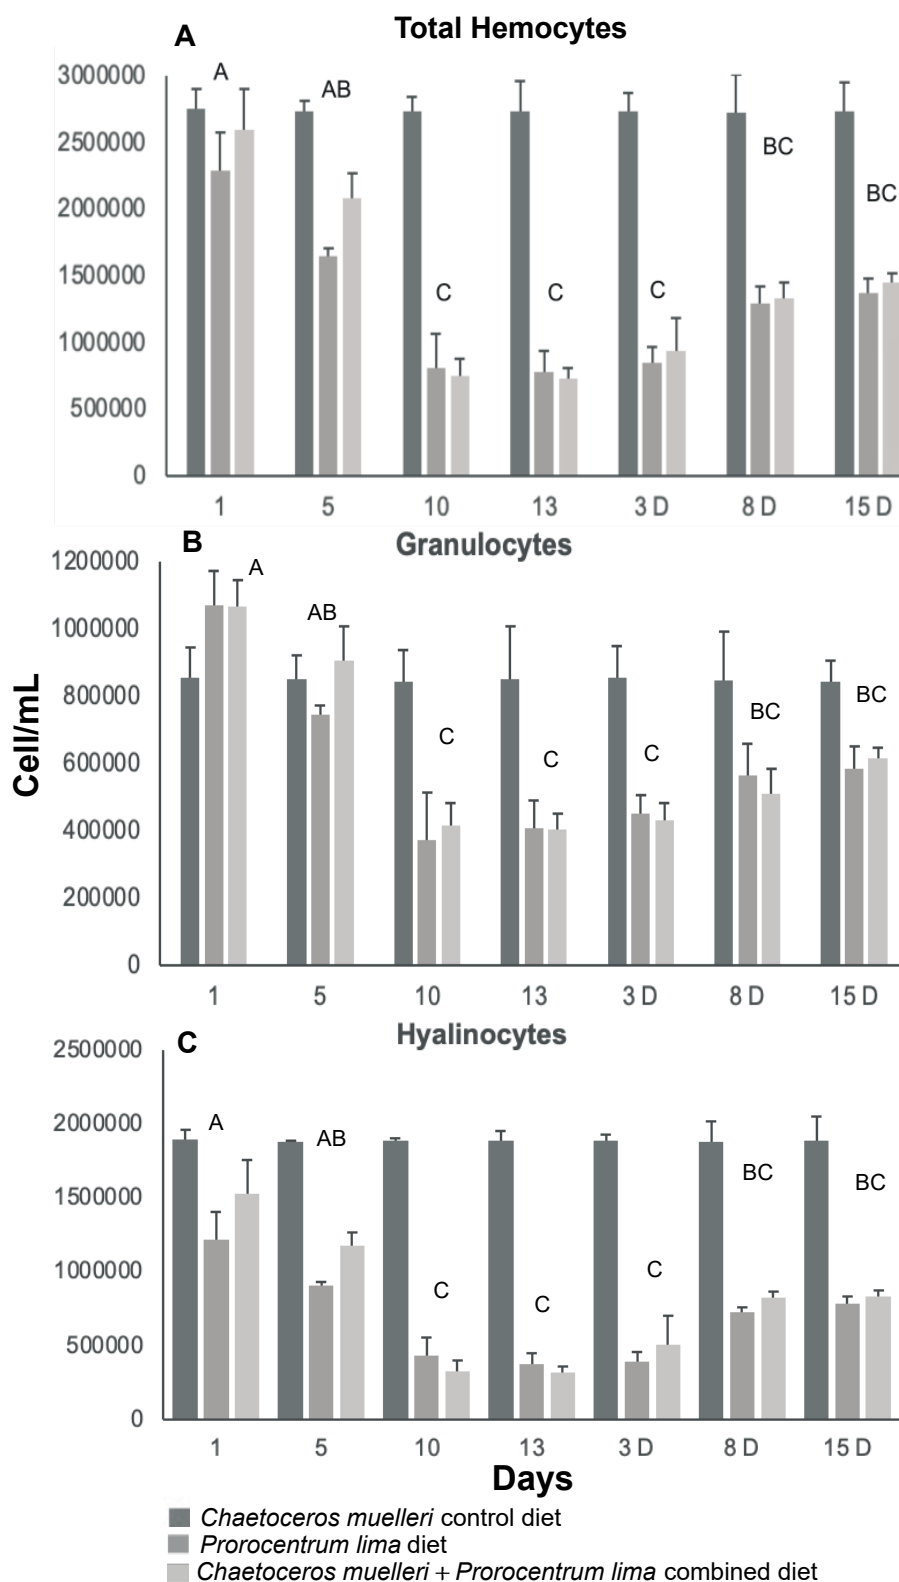 A Total Hemocytes
3000000 A
AB
2500000
BC
2000000
BC
1500000
C C C
1000000
500000
0
1 5 10 13 3 D 8 D 15 D
B Granulocytes
1200000
A
AB
1000000
800000
BC BC
C C C
600000
400000
200000
0
1 5 10 13 3 D 8 D 15 D
Cell/mL
C Hyalinocytes
2500000
2000000 A
AB
BC BC
1500000
C C C
1000000
500000
0
1 5 10 13 3 D 8 D 15 D
Days
Chaetoceros muelleri control diet
Prorocentrum lima diet
Chaetoceros muelleri + Prorocentrum lima combined diet